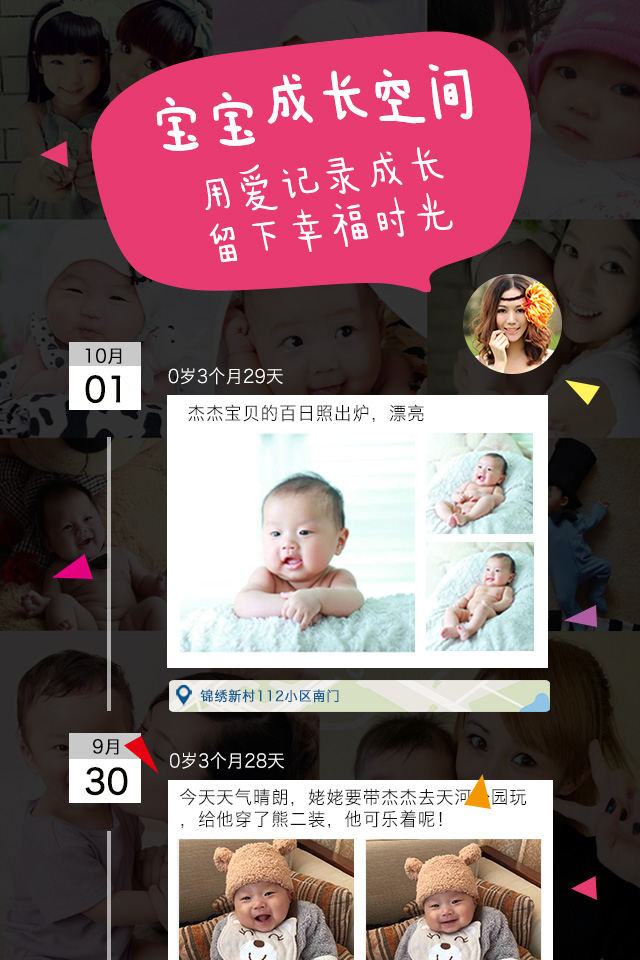 宝宝成长空间
用爱记录成长
留下幸福时光
10月
01
0岁3个月29天
杰杰宝贝的百日照出炉，漂亮
锦绣新村112小区南门
9月
30
0岁3个月28天
今天天气晴朗，姥姥要带杰杰去天河园玩
，给他穿了熊二装，他可乐着呢！